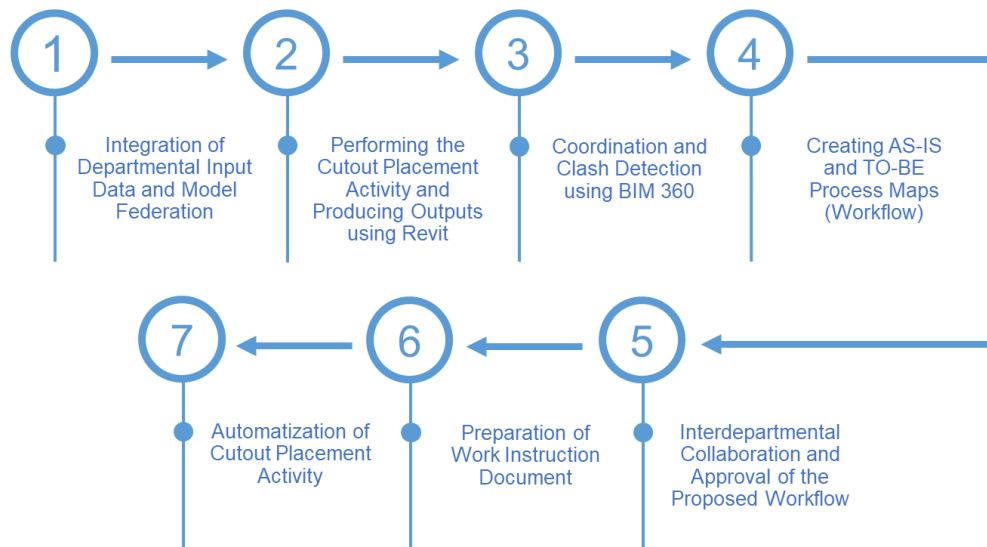 1
Integration of
Departmental Input
Data and Model
Federation
2
Performing the
Cutout Placement
Activity and
Producing Outputs
using Revit
3
Coordination and
Clash Detection
using BIM 360
4
Creating AS-IS
and TO-BE
Process Maps
(Workflow)
5
Interdepartmental
Collaboration and
Approval of the
Proposed Workflow
6
Preparation of
Work Instruction
Document
7
Automatization of
Cutout Placement
Activity